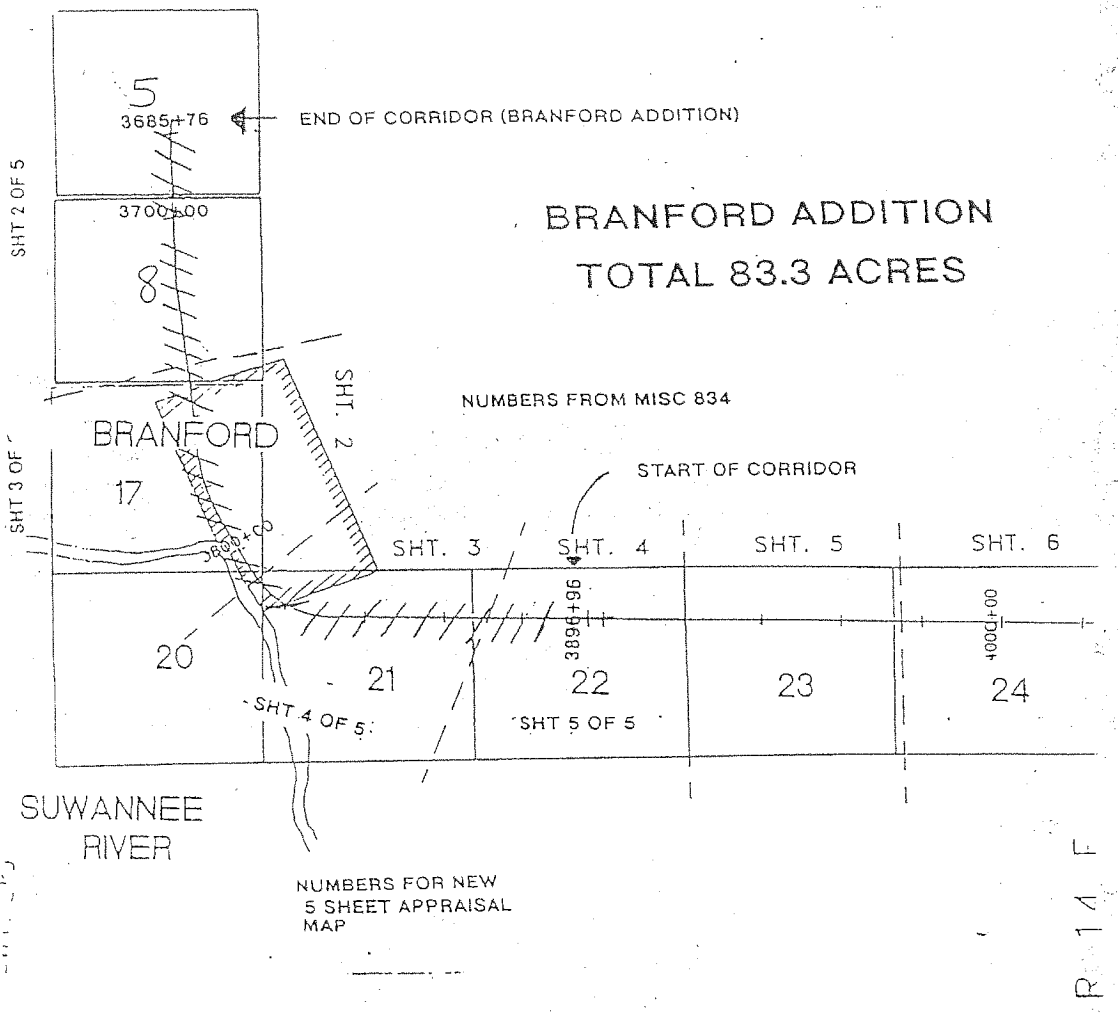 5
3685+76
END OF CORRIDOR (BRANFORD ADDITION)
SHT 2 OF 5
3700+00
BRANFORD ADDITION
TOTAL 83.3 ACRES
8
SHT. 2
NUMBERS FROM MISC 834
BRANFORD
START OF CORRIDOR
17
SHT 3 OF
3800+00
SHT. 3
SHT. 4
SHT. 5
SHT. 6
3896+96
4000+00
20
21
22
23
24
SHT 4 OF 5
SHT 5 OF 5
SUWANNEE
RIVER
NUMBERS FOR NEW
5 SHEET APPRAISAL
MAP
R 14